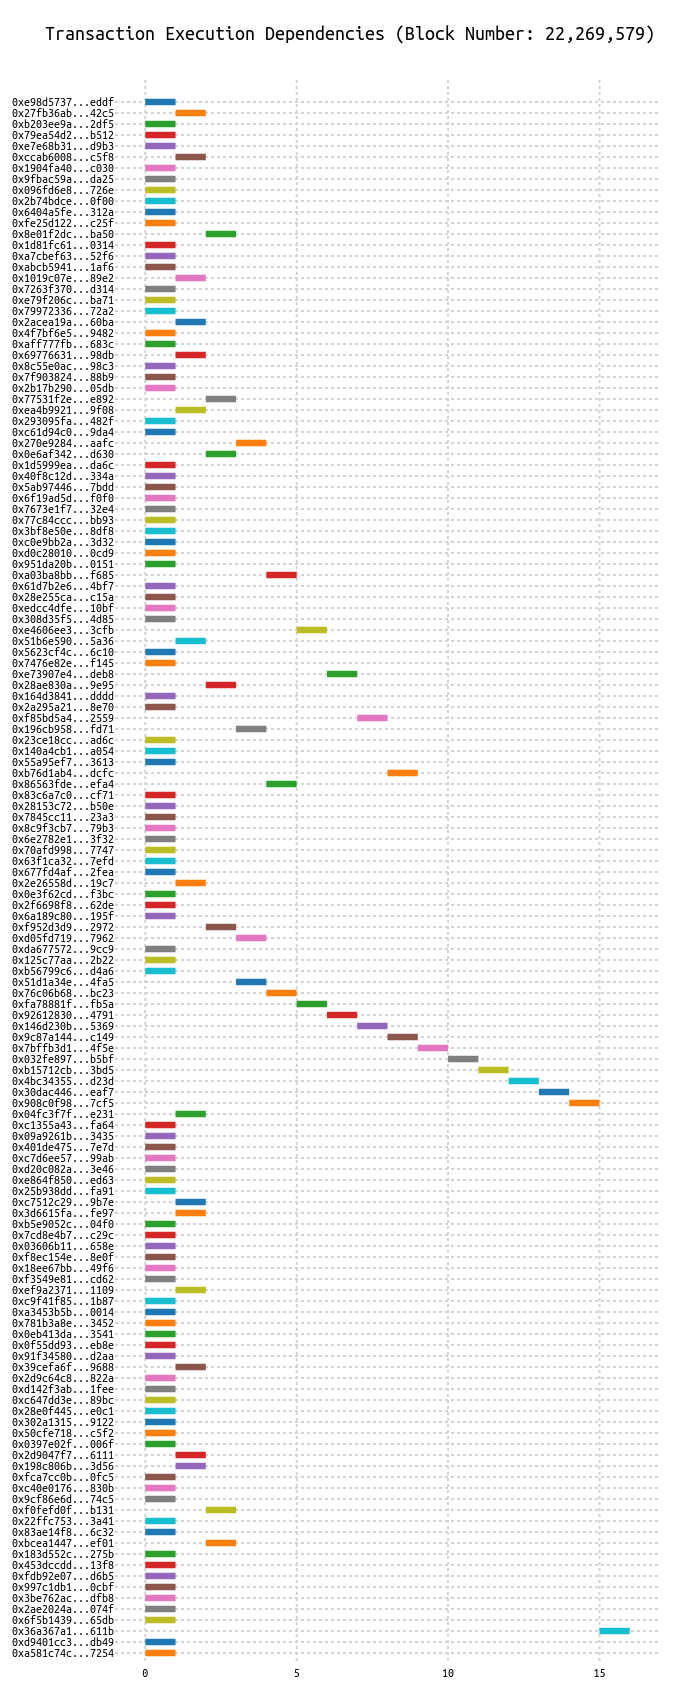 Transaction Execution Dependencies (Block Number: 22,269,579)
0xe98d5737...eddf
0x27fb36ab...42c5
0xb203ee9a...2df5
0x79ea54d2...b512
0xe7e68b31...d9b3
0xccab6008...c5f8
0x1904fa40...c030
0x9fbac59a...da25
0x096fd6e8...726e
0x2b74bdce...0f00
0x6404a5fe...312a
0xfe25d122...c25f
0x8e01f2dc...ba50
0x1d81fc61...0314
0xa7cbef63...52f6
0xabcb5941...1af6
0x1019c07e...89e2
0x7263f370...d314
0xe79f206c...ba71
0x79972336...72a2
0x2acea19a...60ba
0x4f7bf6e5...9482
0xaff777fb...683c
0x69776631...98db
0x8c55e0ac...98c3
0x7f903824...88b9
0x2b17b290...05db
0x77531f2e...e892
0xea4b9921...9f08
0x293095fa...482f
0xc61d94c0...9da4
0x270e9284...aafc
0x0e6af342...d630
0x1d5999ea...da6c
0x40f8c12d...334a
0x5ab97446...7bdd
0x6f19ad5d...f0f0
0x7673e1f7...32e4
0x77c84ccc...bb93
0x3bf8e50e...8df8
0xc0e9bb2a...3d32
0xd0c28010...0cd9
0x951da20b...0151
0xa03ba8bb...f685
0x61d7b2e6...4bf7
0x28e255ca...c15a
0xedcc4dfe...10bf
0x308d35f5...4d85
0xe4606ee3...3cfb
0x51b6e590...5a36
0x5623cf4c...6c10
0x7476e82e...f145
0xe73907e4...deb8
0x28ae830a...9e95
0x164d3841...dddd
0x2a295a21...8e70
0xf85bd5a4...2559
0x196cb958...fd71
0x23ce18cc...ad6c
0x140a4cb1...a054
0x55a95ef7...3613
0xb76d1ab4...dcfc
0x86563fde...efa4
0x83c6a7c0...cf71
0x28153c72...b50e
0x7845cc11...23a3
0x8c9f3cb7...79b3
0x6e2782e1...3f32
0x70afd998...7747
0x63f1ca32...7efd
0x677fd4af...2fea
0x2e26558d...19c7
0x0e3f62cd...f3bc
0x2f6698f8...62de
0x6a189c80...195f
0xf952d3d9...2972
0xd05fd719...7962
0xda677572...9cc9
0x125c77aa...2b22
0xb56799c6...d4a6
0x51d1a34e...4fa5
0x76c06b68...bc23
0xfa78881f...fb5a
0x92612830...4791
0x146d230b...5369
0x9c87a144...c149
0x7bffb3d1...4f5e
0x032fe897...b5bf
0xb15712cb...3bd5
0x4bc34355...d23d
0x30dac446...eaf7
0x908c0f98...7cf5
0x04fc3f7f...e231
0xc1355a43...fa64
0x09a9261b...3435
0x401de475...7e7d
0xc7d6ee57...99ab
0xd20c082a...3e46
0xe864f850...ed63
0x25b938dd...fa91
0xc7512c29...9b7e
0x3d6615fa...fe97
0xb5e9052c...04f0
0x7cd8e4b7...c29c
0x03606b11...658e
0xf8ec154e...8e0f
0x18ee67bb...49f6
0xf3549e81...cd62
0xef9a2371...1109
0xc9f41f85...1b87
0xa3453b5b...0014
0x781b3a8e...3452
0x0eb413da...3541
0x0f55dd93...eb8e
0x91f34580...d2aa
0x39cefa6f...9688
0x2d9c64c8...822a
0xd142f3ab...1fee
0xc647dd3e...89bc
0x28e0f445...e0c1
0x302a1315...9122
0x50cfe718...c5f2
0x0397e02f...006f
0x2d9047f7...6111
0x198c806b...3d56
0xfca7cc0b...0fc5
0xc40e0176...830b
0x9cf86e6d...74c5
0xf0fefd0f...b131
0x22ffc753...3a41
0x83ae14f8...6c32
0xbcea1447...ef01
0x183d552c...275b
0x453dccdd...13f8
0xfdb92e07...d6b5
0x997c1db1...0cbf
0x3be762ac...dfb8
0x2ae2024a...074f
0x6f5b1439...65db
0x36a367a1...611b
0xd9401cc3...db49
0xa581c74c...7254
0 5 10 15